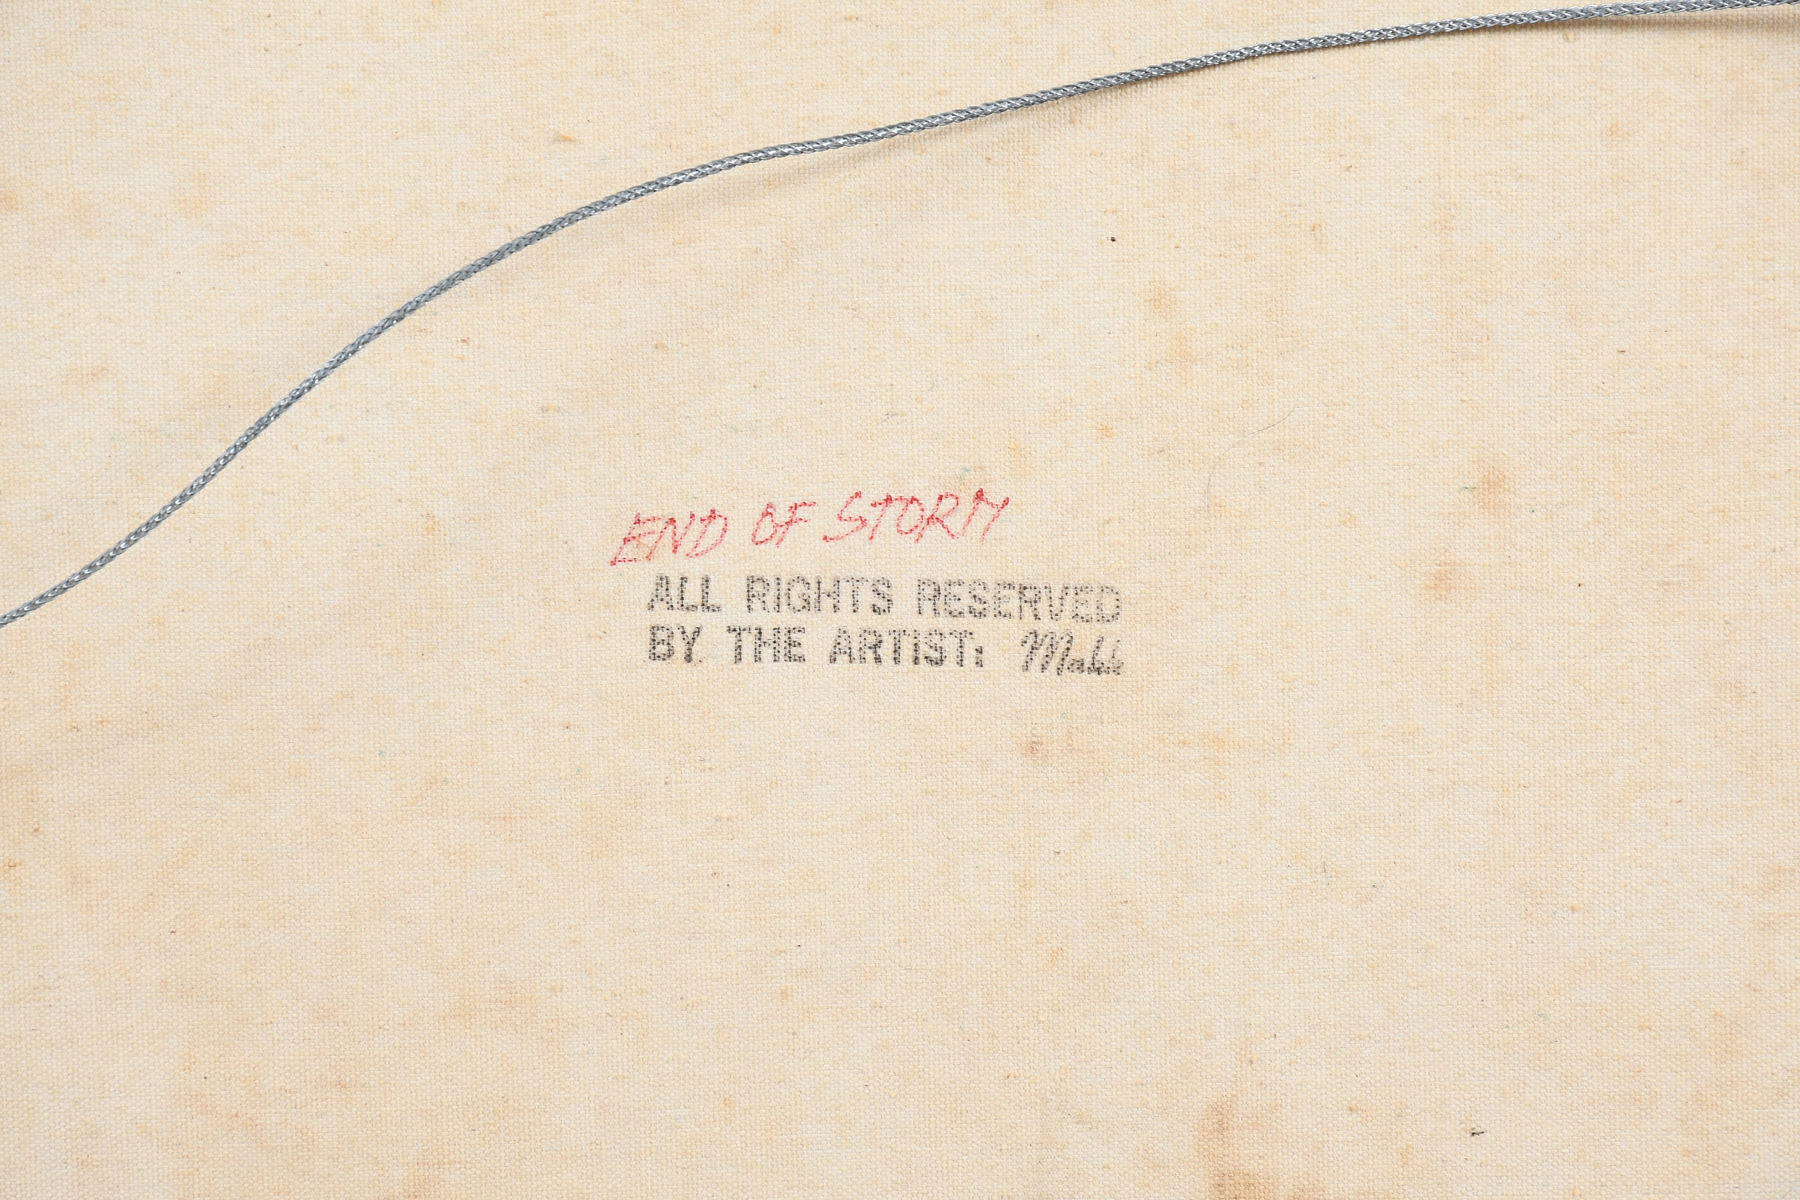 END OF STORM
ALL RIGHTS RESERVED
BY THE ARTIST: